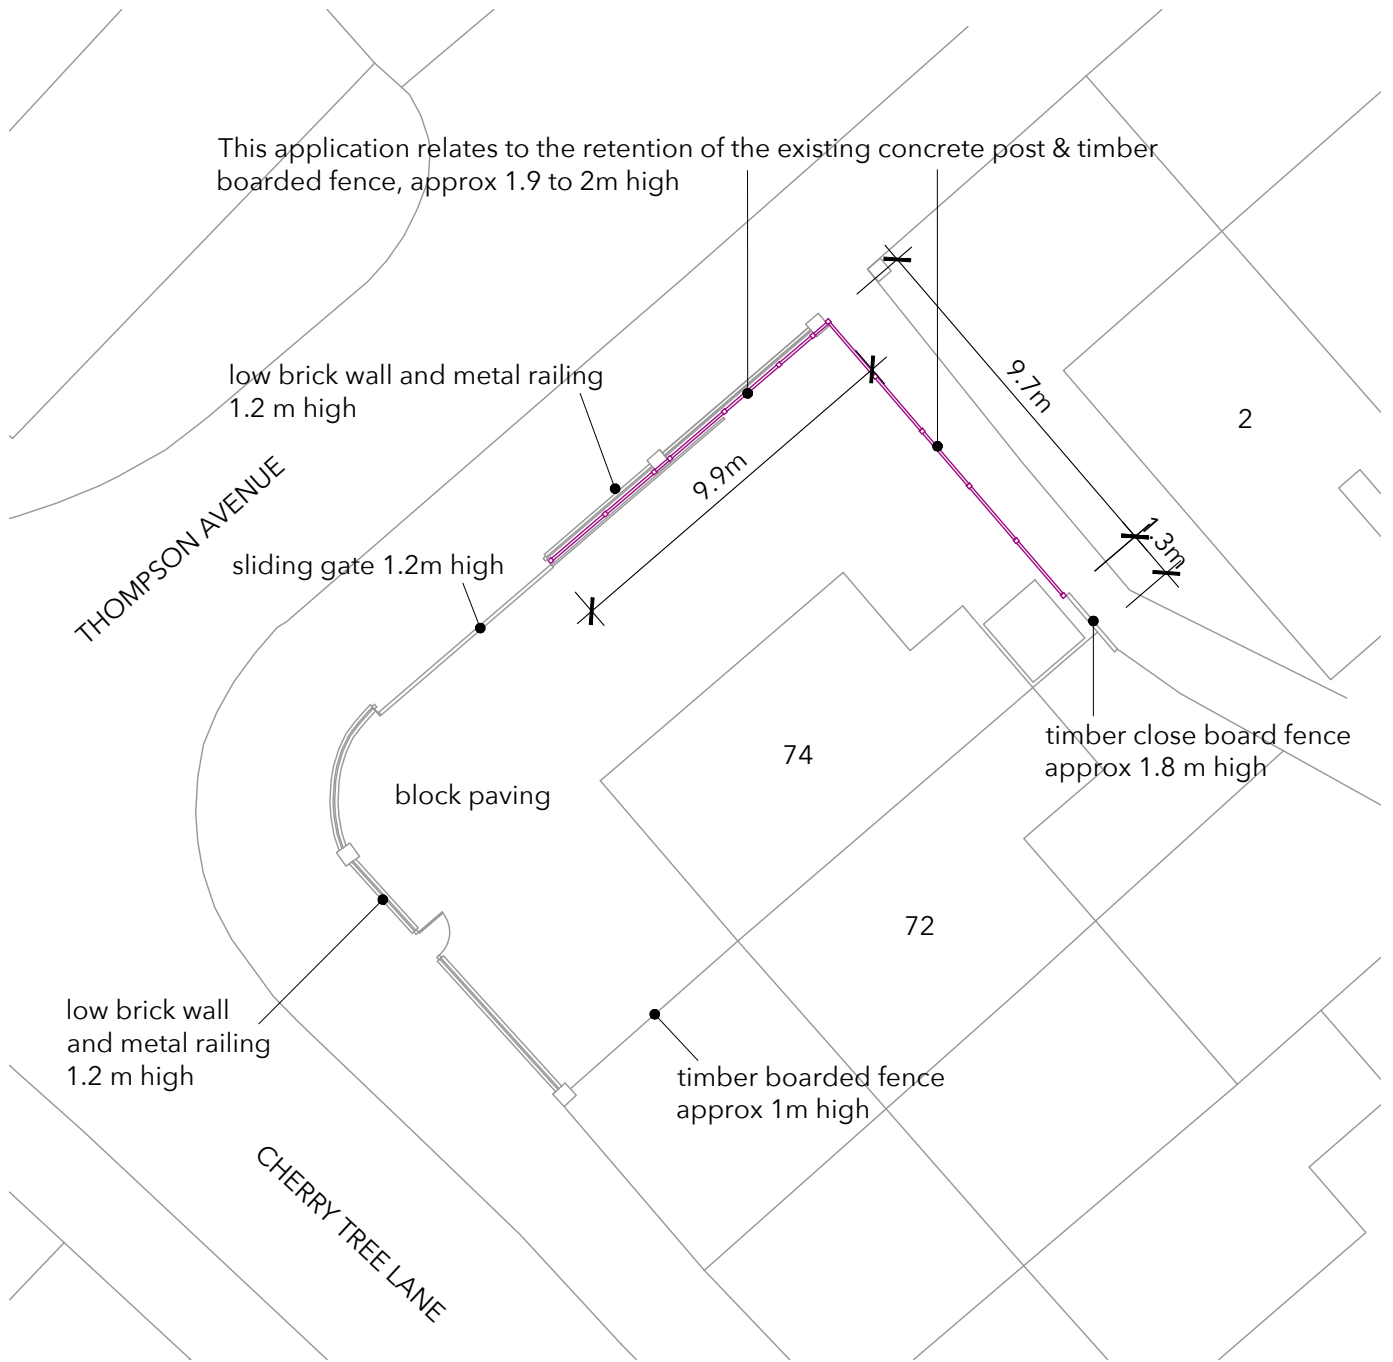 This application relates to the retention of the existing concrete post & timber
boarded fence, approx 1.9 to 2m high
low brick wall and metal railing
1.2 m high
9.7m
2
9.9m
THOMPSON AVENUE
sliding gate 1.2m high
1.3m
timber close board fence
approx 1.8 m high
74
block paving
72
low brick wall
and metal railing
1.2 m high
timber boarded fence
approx 1m high
CHERRY TREE LANE